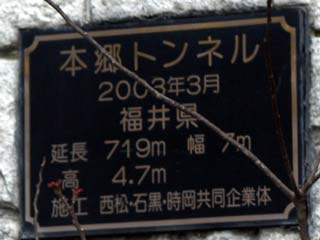 本郷トンネル
2003年3月
福井県
延長 719m 幅 7m
高 4.7m
施工 西松・石黒・時岡共同企業体